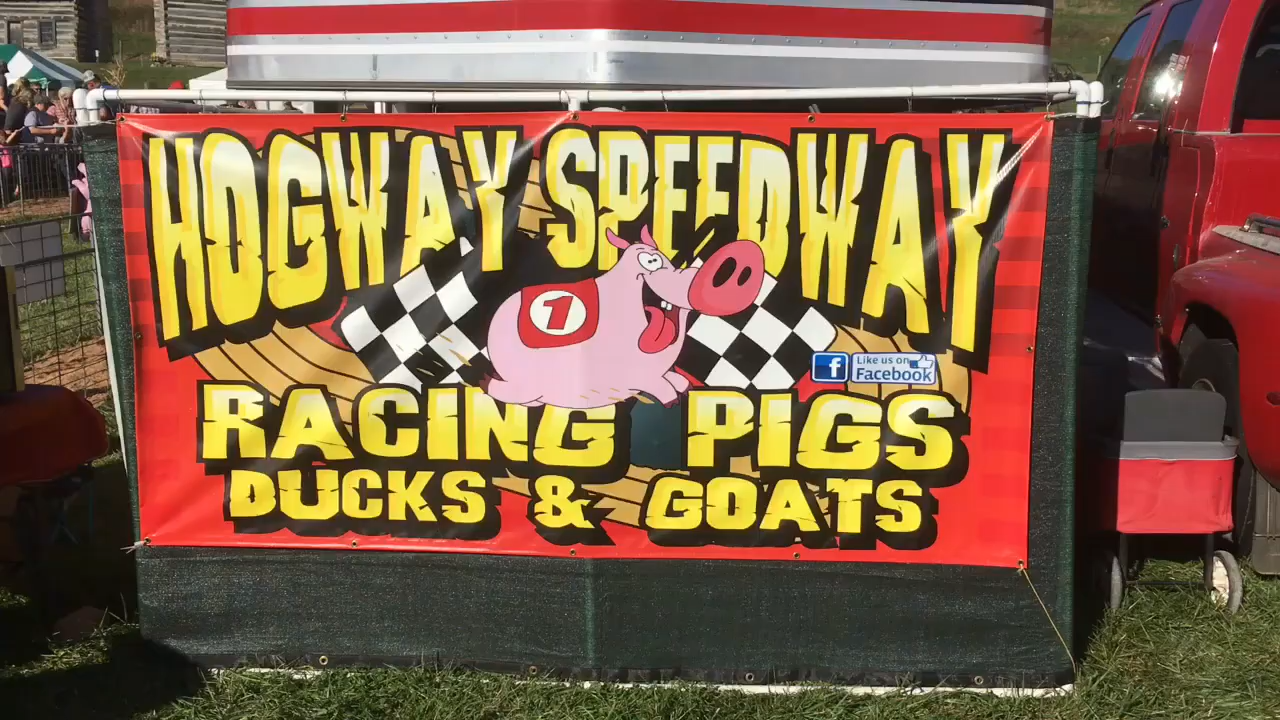 HOGWAY SPEEDWAY
1
f Like us on
Facebook
RACING PIGS
DUCKS & GOATS